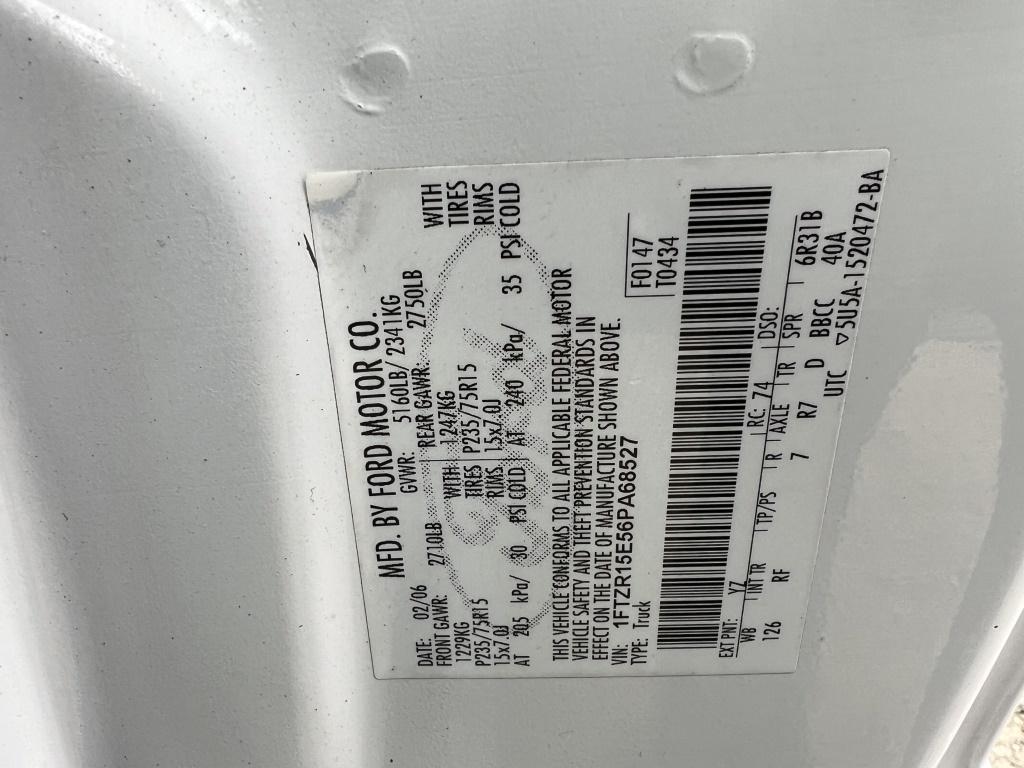 MFD. BY FORD MOTOR CO.
DATE: 02/06 GVWR: 5160LB/2341KG
FRONT GAWR: 2710LB REAR GAWR: 2750LB
1229KG WITH 1247KG WITH
P235/75R15 TIRES P235/75R15 TIRES
15x7.0J RIMS 15x7.0J RIMS
AT 205 kPa/ 30 PSI COLD AT 240 kPa/ 35 PSI COLD
THIS VEHICLE CONFORMS TO ALL APPLICABLE FEDERAL MOTOR
VEHICLE SAFETY AND THEFT PREVENTION STANDARDS IN
EFFECT ON THE DATE OF MANUFACTURE SHOWN ABOVE.
VIN: 1FTZR15E56PA68527 F0147
TYPE: Truck T0434
EXT PNT: YZ RC: 74 DSO:
WB INT TR TP/PS R AXLE TR SPR 6R31B
126 RF 7 R7 D BBCC 40A
UTC ▽5U5A-1520472-BA